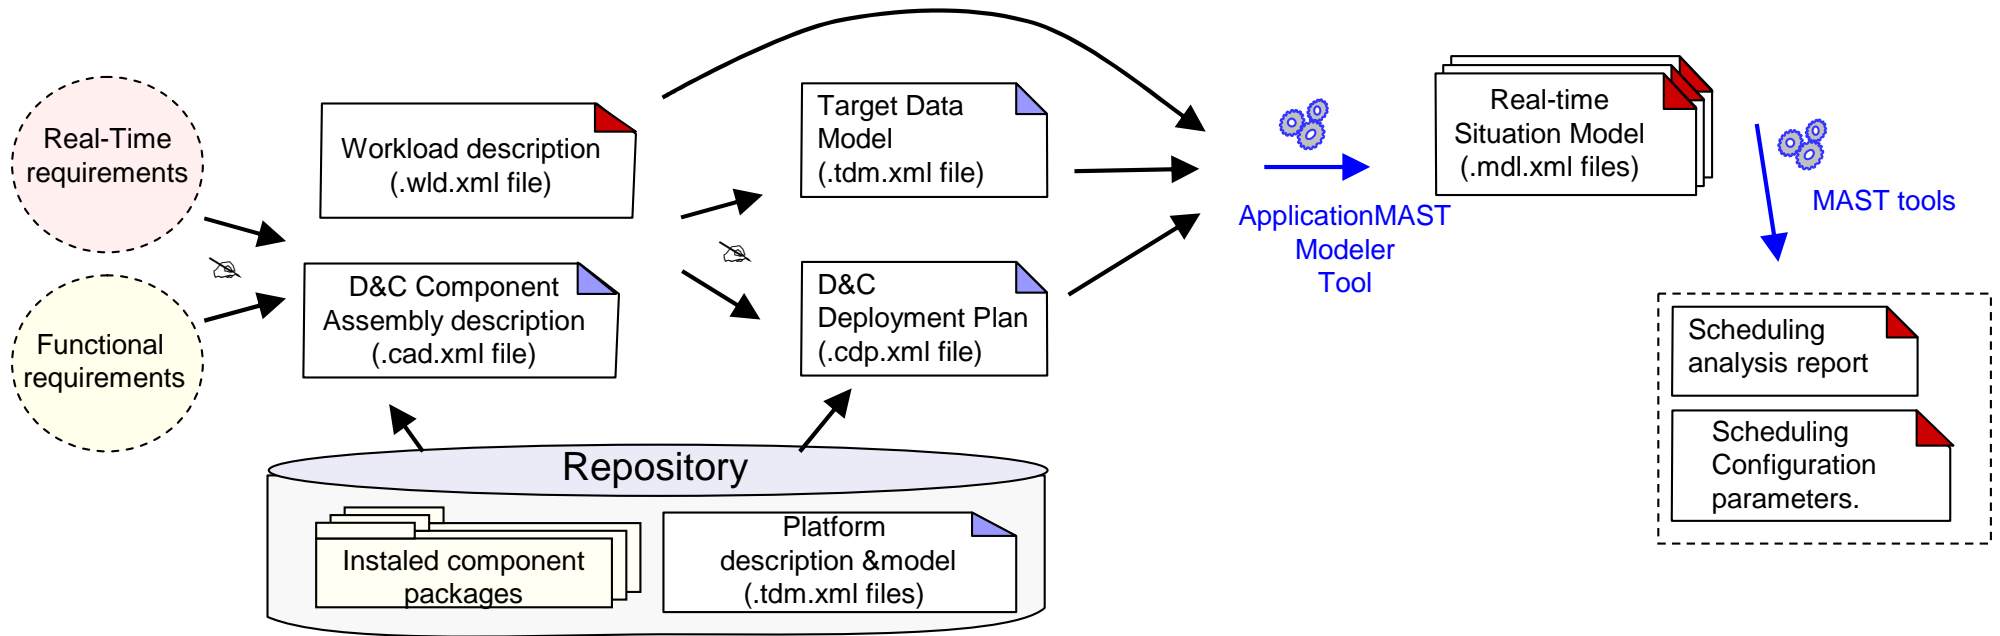 Real-Time
requirements
Functional
requirements
Workload description
(.wld.xml file)
D&C Component
Assembly description
(.cad.xml file)
Target Data
Model
(.tdm.xml file)
D&C
Deployment Plan
(.cdp.xml file)
Repository
Instaled component
packages
Platform
description &model
(.tdm.xml files)
ApplicationMAST
Modeler
Tool
Real-time
Situation Model
(.mdl.xml files)
MAST tools
Scheduling
analysis report
Scheduling
Configuration
parameters.